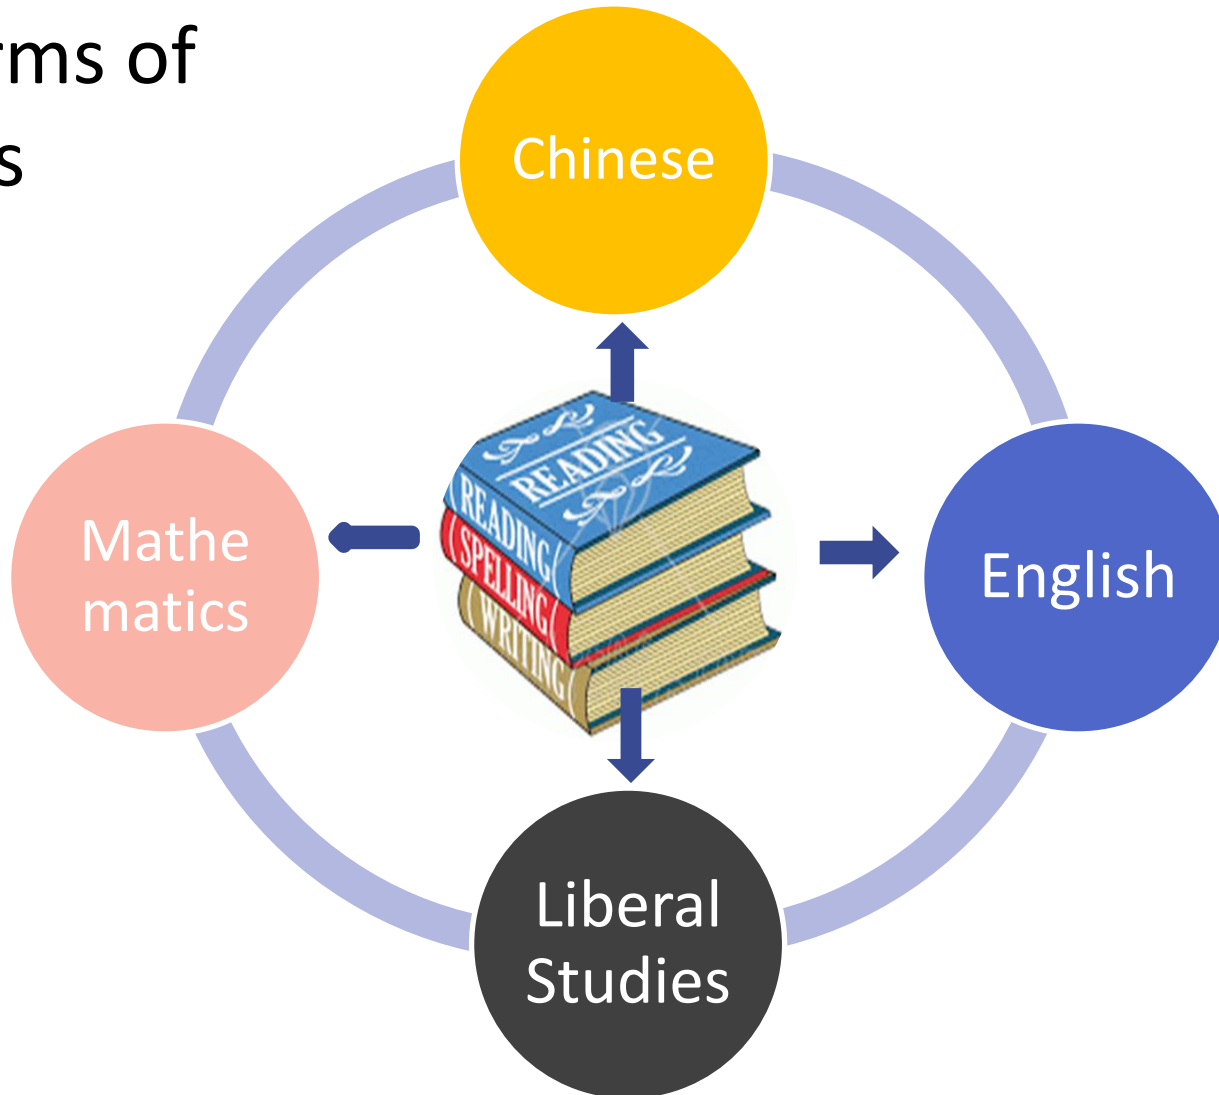 rms of
s
Chinese
READING
READING
SPELLING
WRITING
Mathe
matics
English
Liberal
Studies